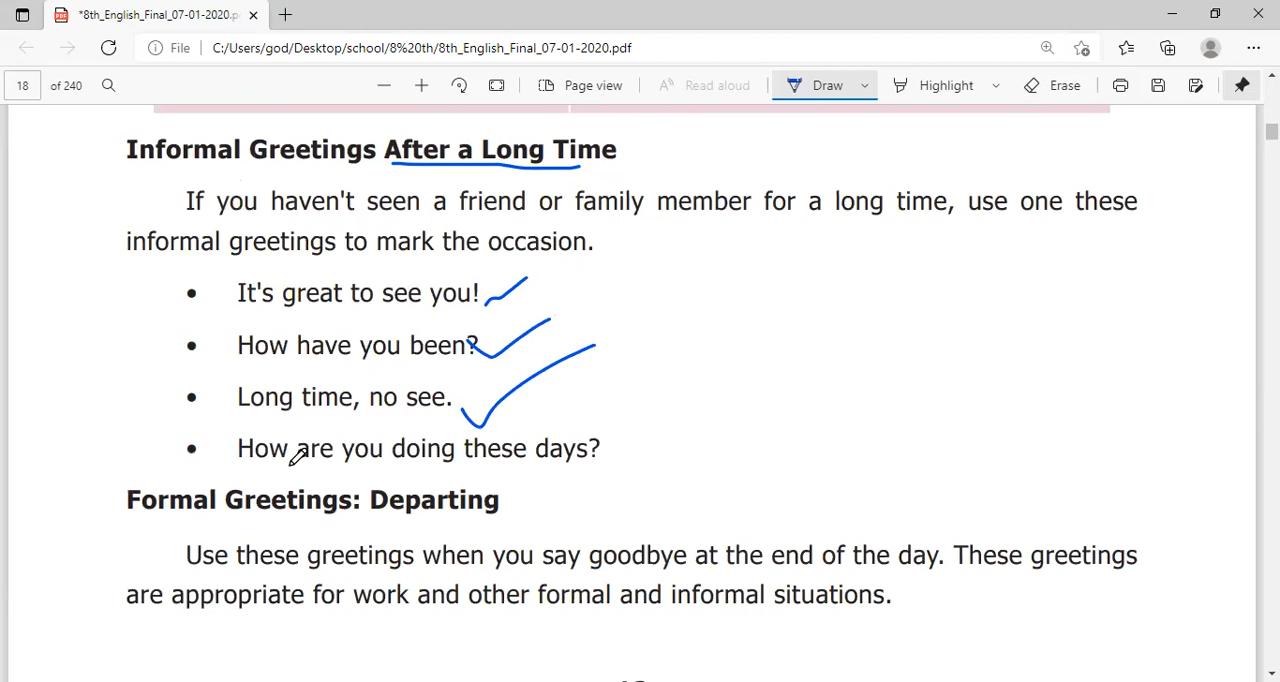 *8th_English_Final_07-01-2020.p
File
C:/Users/god/Desktop/school/8%20th/8th_English_Final_07-01-2020.pdf
18 of 240
Page view
Read aloud
Draw
Highlight
Erase
Informal Greetings After a Long Time
If you haven't seen a friend or family member for a long time, use one these
informal greetings to mark the occasion.
• It's great to see you!
• How have you been?
• Long time, no see.
• How are you doing these days?
Formal Greetings: Departing
Use these greetings when you say goodbye at the end of the day. These greetings
are appropriate for work and other formal and informal situations.